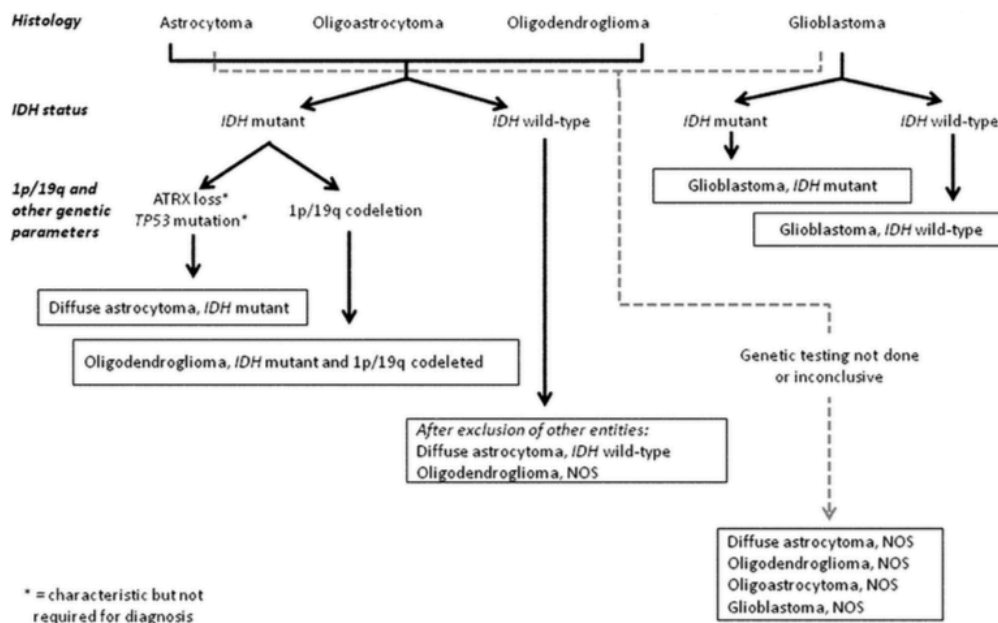 Histology
Astrocytoma
Oligoastrocytoma
Oligodendroglioma
Glioblastoma
IDH status
IDH mutant
IDH wild-type
IDH mutant
IDH wild-type
1p/19q and
other genetic
parameters
ATRX loss*
TP53 mutation*
1p/19q codeletion
Glioblastoma, IDH mutant
Glioblastoma, IDH wild-type
Diffuse astrocytoma, IDH mutant
Oligodendroglioma, IDH mutant and 1p/19q codeleted
Genetic testing not done
or inconclusive
After exclusion of other entities:
Diffuse astrocytoma, IDH wild-type
Oligodendroglioma, NOS
Diffuse astrocytoma, NOS
Oligodendroglioma, NOS
Oligoastrocytoma, NOS
Glioblastoma, NOS
* = characteristic but not
required for diagnosis